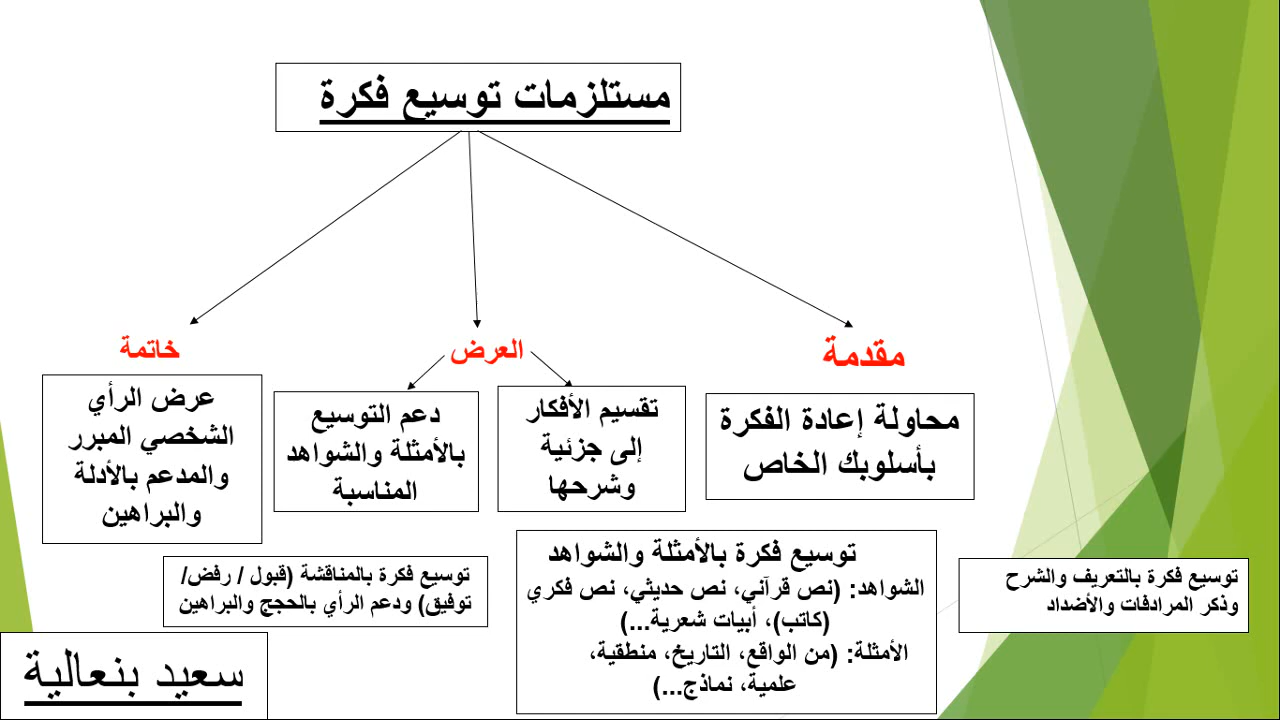 مستلزمات توسيع فكرة
مقدمة
محاولة إعادة الفكرة
بأسلوبك الخاص
العرض
تقسيم الأفكار
إلى جزئية
وشرحها
دعم التوسيع
بالأمثلة والشواهد
المناسبة
خاتمة
عرض الرأي
الشخصي المبرر
والمدعم بالأدلة
والبراهين
توسيع فكرة بالتعريف والشرح
وذكر المرادفات والأضداد
توسيع فكرة بالأمثلة والشواهد
الشواهد: (نص قرآني، نص حديثي، نص فكري
(كاتب)، أبيات شعرية...)
الأمثلة: (من الواقع، التاريخ، منطقية،
علمية، نماذج...)
توسيع فكرة بالمناقشة (قبول / رفض/
توفيق) ودعم الرأي بالحجج والبراهين
سعيد بنعالية